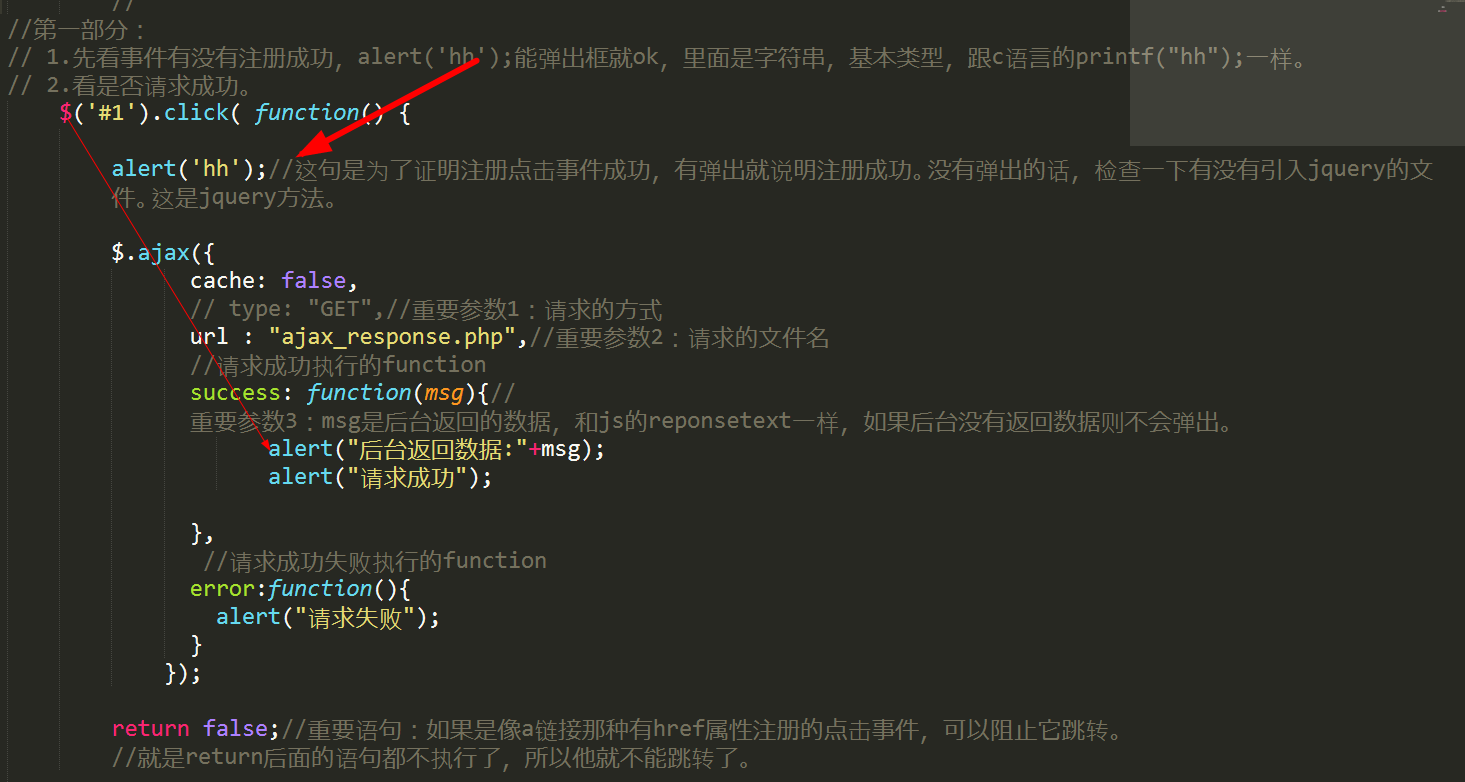 //
//第一部分：
// 1.先看事件有没有注册成功，alert('hh');能弹出框就ok，里面是字符串，基本类型，跟c语言的printf("hh");一样。
// 2.看是否请求成功。
$('#1').click( function() {
alert('hh');//这句是为了证明注册点击事件成功，有弹出就说明注册成功。没有弹出的话，检查一下有没有引入jquery的文
件。这是jquery方法。
$.ajax({
cache: false,
// type: "GET",//重要参数1：请求的方式
url : "ajax_response.php",//重要参数2：请求的文件名
//请求成功执行的function
success: function(msg){//
重要参数3：msg是后台返回的数据，和js的reponsetext一样，如果后台没有返回数据则不会弹出。
alert("后台返回数据:"+msg);
alert("请求成功");
},
//请求成功失败执行的function
error:function(){
alert("请求失败");
}
});
return false;//重要语句：如果是像a链接那种有href属性注册的点击事件，可以阻止它跳转。
//就是return后面的语句都不执行了，所以他就不能跳转了。